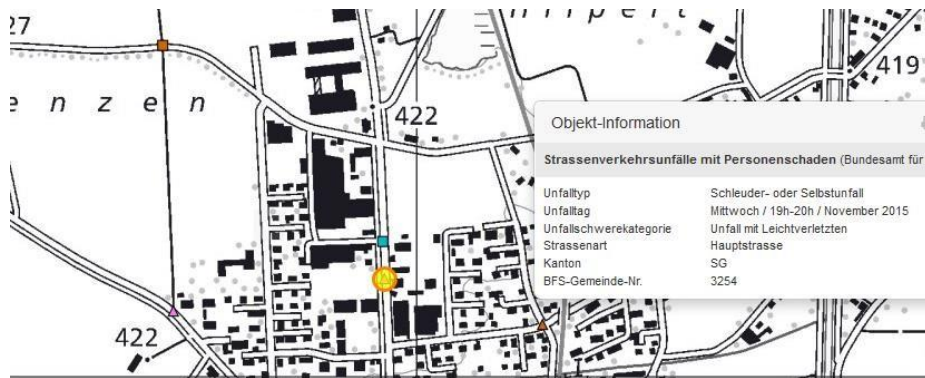 27
e n z e n
422
419
422
Objekt-Information
Strassenverkehrsunfälle mit Personenschaden (Bundesamt für
Unfalltyp Schleuder- oder Selbstunfall
Unfalltag Mittwoch / 19h-20h / November 2015
Unfallschwerekategorie Unfall mit Leichtverletzten
Strassenart Hauptstrasse
Kanton SG
BFS-Gemeinde-Nr. 3254